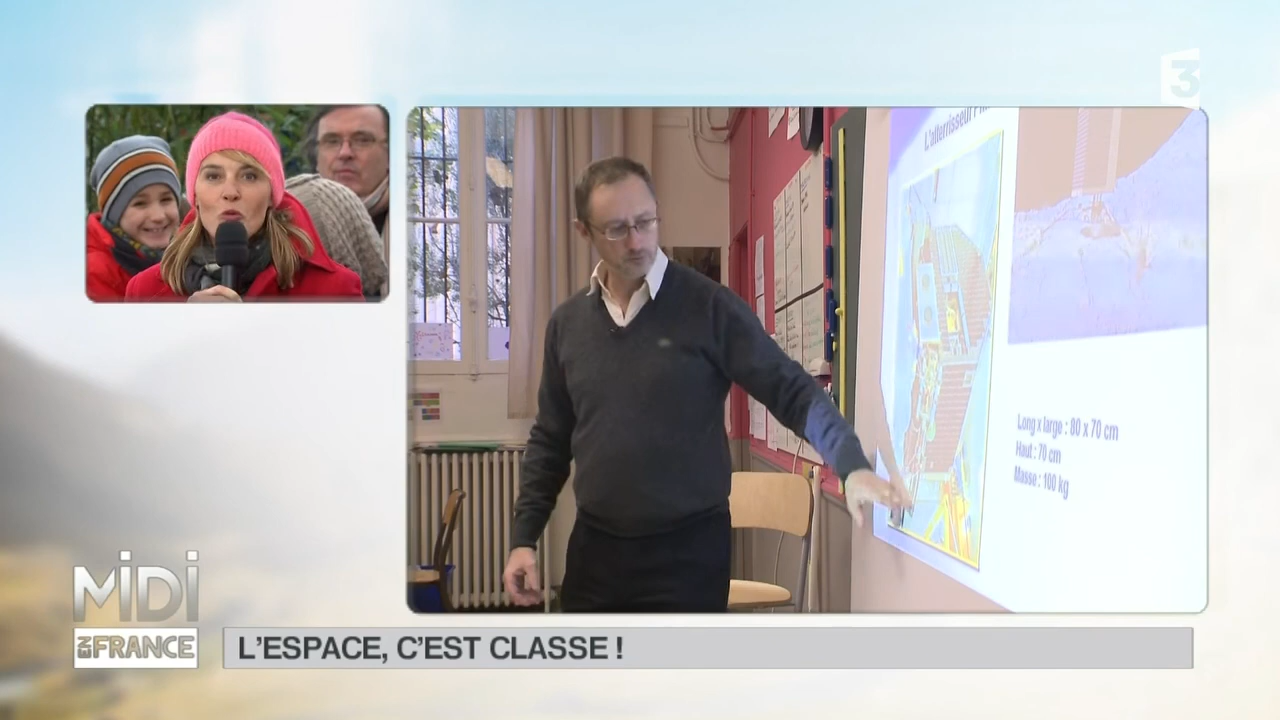 3
L'atterrisseur
Long x large : 80 x 70 cm
Haut : 70 cm
Masse : 100 kg
MiDi
EN FRANCE
L'ESPACE, C'EST CLASSE !